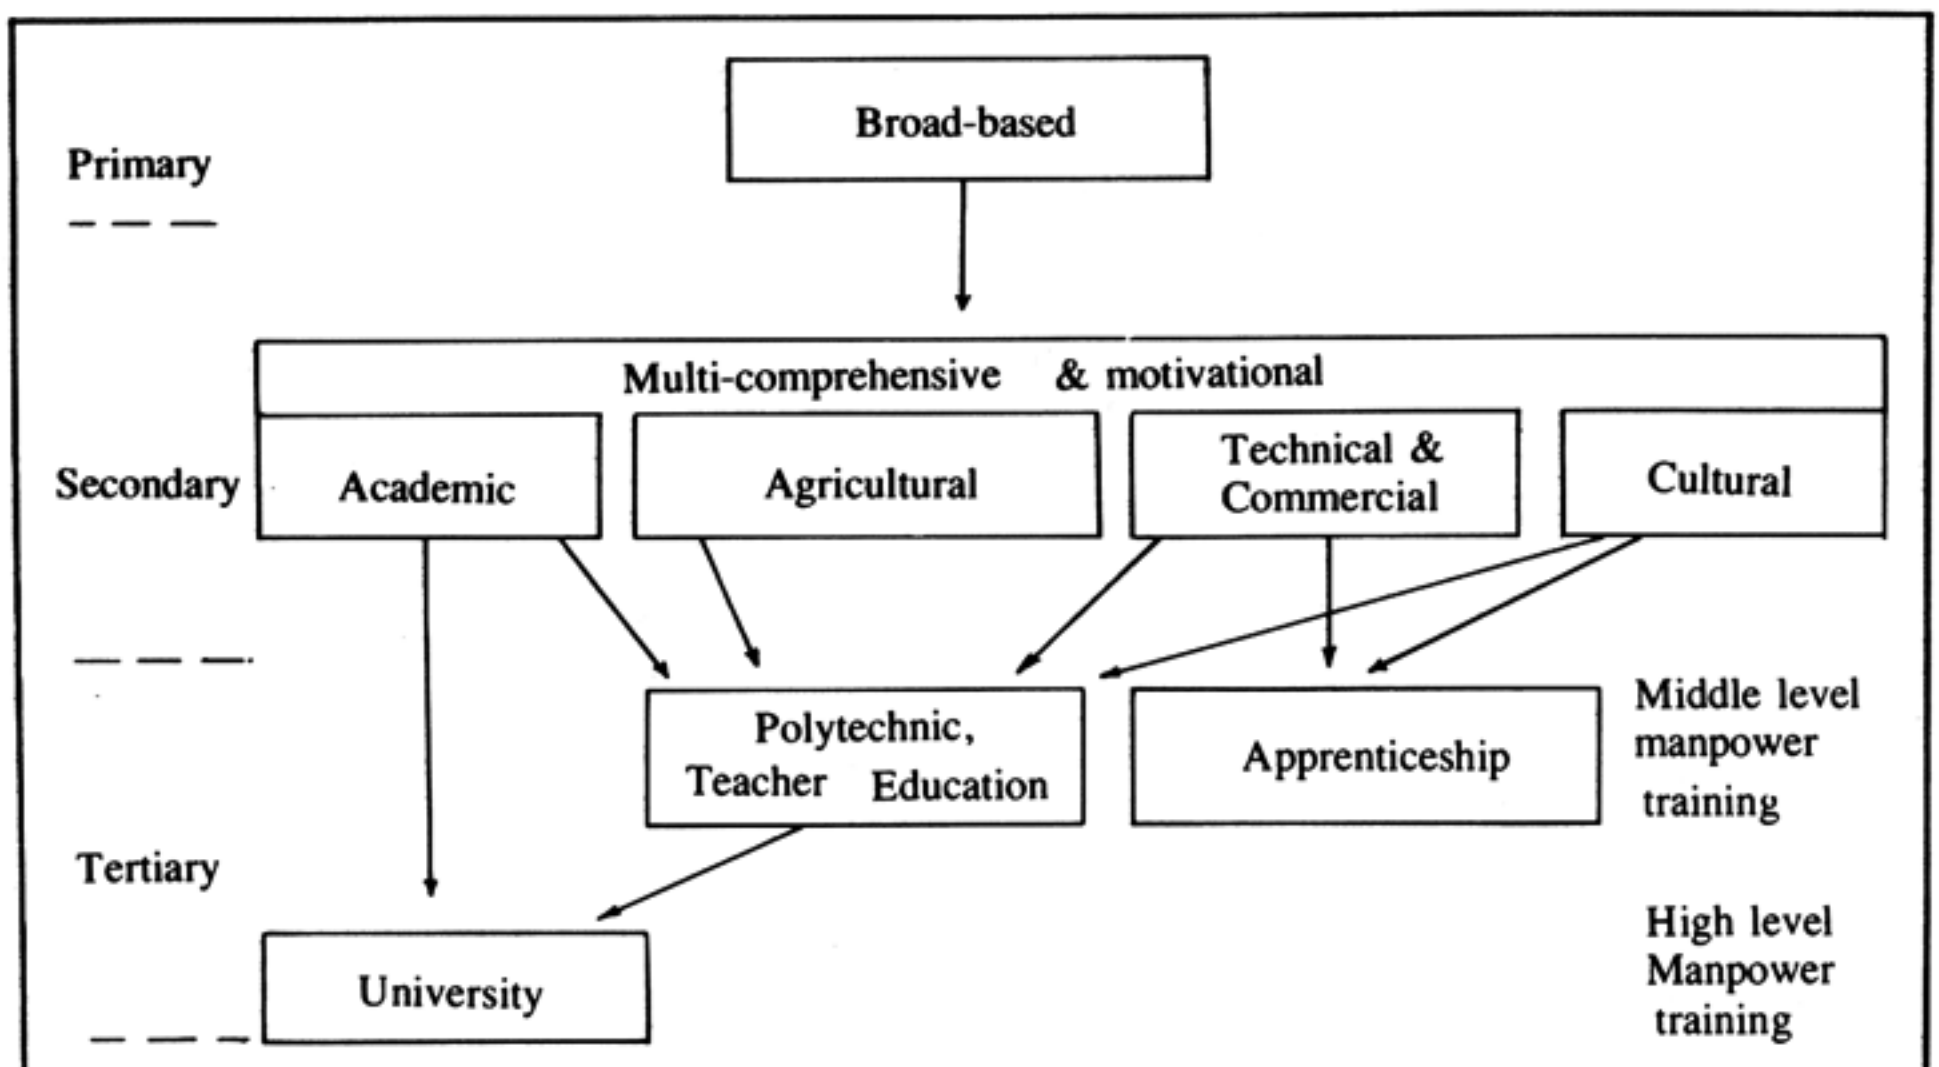 Broad-based
Primary
Multi-comprehensive & motivational
Secondary
Academic
Agricultural
Technical &
Commercial
Cultural
Polytechnic,
Teacher Education
Apprenticeship
Middle level
manpower
training
Tertiary
University
High level
Manpower
training